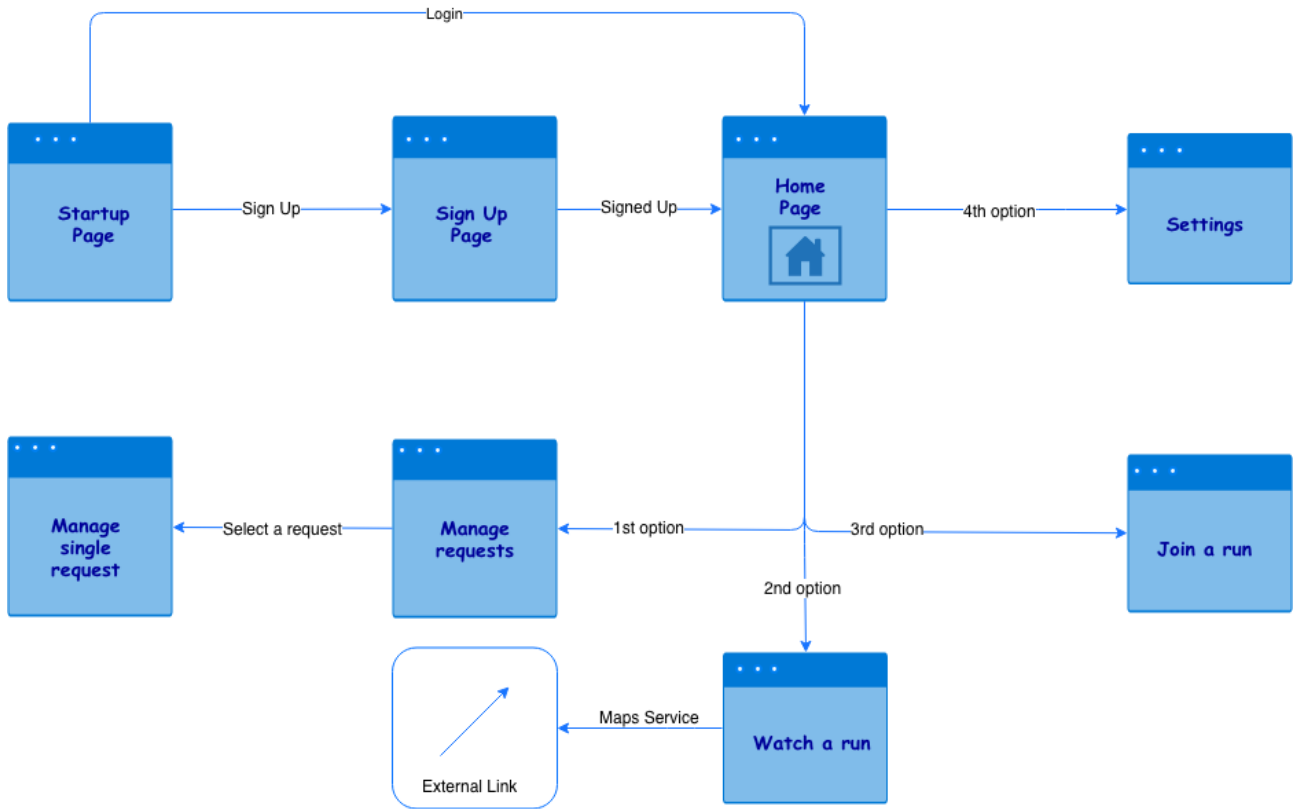 Login
Startup
Page
Sign Up
Sign Up
Page
Signed Up
Home
Page
4th option
Settings
Manage
single
request
Select a request
Manage
requests
1st option
3rd option
Join a run
2nd option
External Link
Maps Service
Watch a run